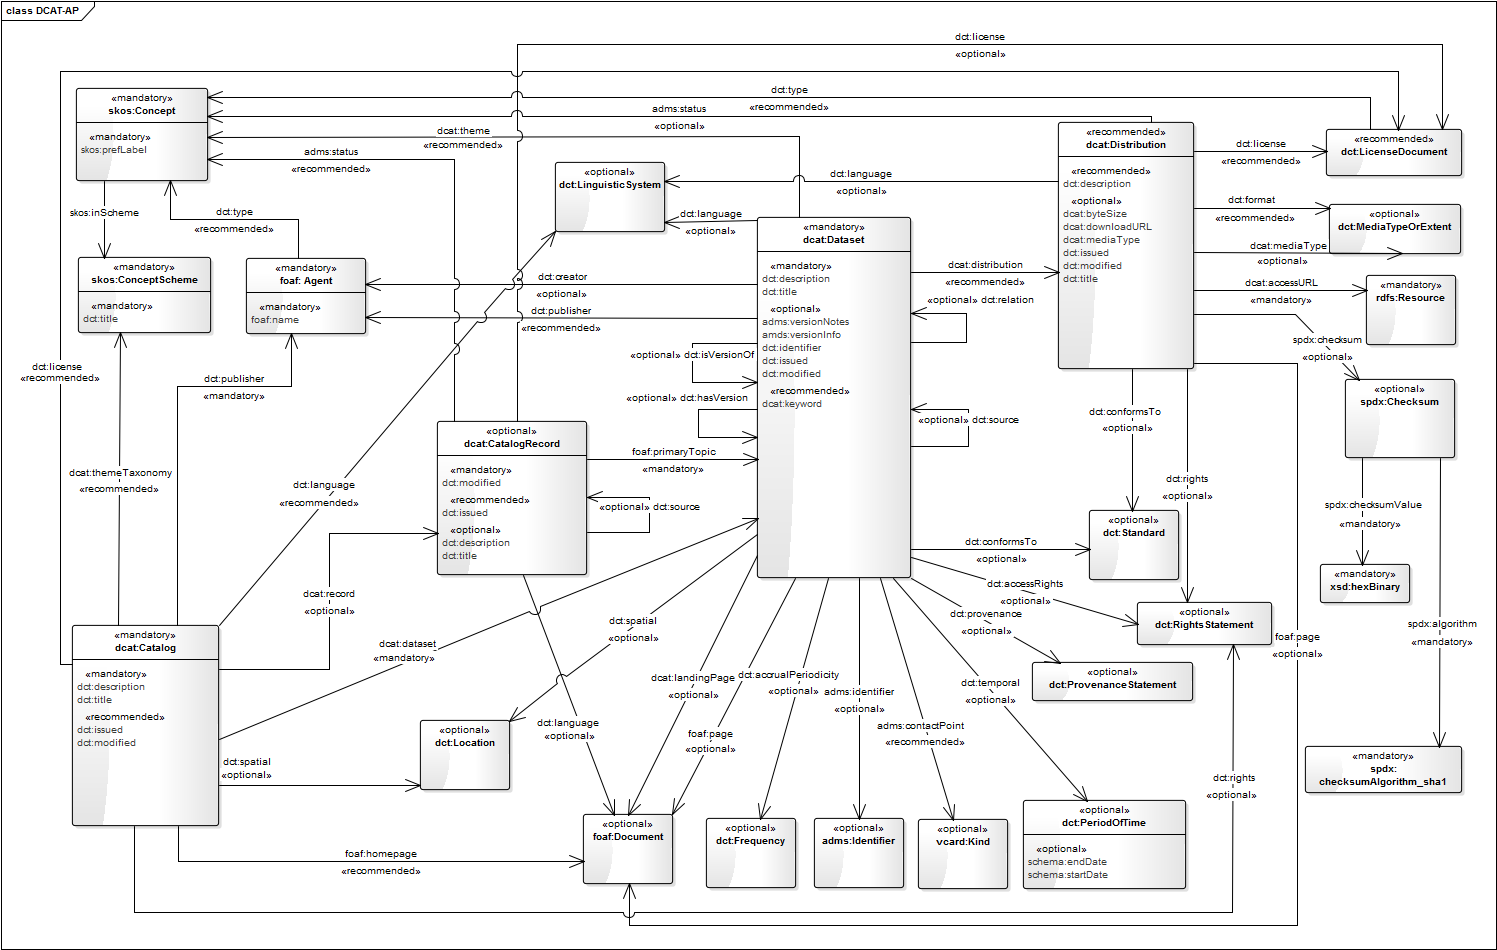 class DCAT-AP
dct:license
«optional»
«mandatory»
skos:Concept
«mandatory»
skos:prefLabel
dct:type
«recommended»
adms:status
«optional»
dcat:theme
«recommended»
adms:status
«recommended»
«recommended»
dcat:Distribution
«recommended»
dct:description
«optional»
dcat:byteSize
dcat:downloadURL
dcat:mediaType
dct:issued
dct:modified
dct:title
dct:license
«recommended»
«recommended»
dct:LicenseDocument
«optional»
dct:LinguisticSystem
dct:language
«optional»
dct:language
«optional»
dct:format
«recommended»
«optional»
dct:MediaTypeOrExtent
dcat:mediaType
«optional»
skos:inScheme
dct:type
«recommended»
«mandatory»
skos:ConceptScheme
«mandatory»
dct:title
«mandatory»
foaf: Agent
«mandatory»
foaf:name
dct:creator
«optional»
dct:publisher
«recommended»
«mandatory»
dcat:Dataset
«mandatory»
dct:description
dct:title
«optional»
adms:versionNotes
amds:versionInfo
dct:identifier
dct:issued
dct:modified
«recommended»
dcat:keyword
dcat:distribution
«recommended»
«optional» dct:relation
dcat:accessURL
«mandatory»
«mandatory»
rdfs:Resource
spdx:checksum
«optional»
«optional» dct:isVersionOf
«optional» dct:hasVersion
«optional» dct:source
«optional»
spdx:Checksum
dct:license
«recommended»
dct:publisher
«mandatory»
dct:conformsTo
«optional»
«optional»
dcat:CatalogRecord
«mandatory»
dct:modified
«recommended»
dct:issued
«optional»
dct:description
dct:title
foaf:primaryTopic
«mandatory»
«optional» dct:source
dcat:themeTaxonomy
«recommended»
dct:language
«recommended»
dct:rights
«optional»
spdx:checksumValue
«mandatory»
«optional»
dct:Standard
dct:conformsTo
«optional»
«mandatory»
xsd:hexBinary
dct:accessRights
«optional»
dct:provenance
«optional»
«optional»
dct:RightsStatement
dcat:record
«optional»
dct:spatial
«optional»
spdx:algorithm
«mandatory»
foaf:page
«optional»
«mandatory»
dcat:Catalog
«mandatory»
dct:description
dct:title
«recommended»
dct:issued
dct:modified
dcat:dataset
«mandatory»
«optional»
dct:ProvenanceStatement
dcat:landingPage
«optional»
dct:accrualPeriodicity
«optional»
adms:identifier
«optional»
dct:temporal
«optional»
dct:language
«optional»
foaf:page
«optional»
adms:contactPoint
«recommended»
«optional»
dct:Location
dct:spatial
«optional»
«mandatory»
spdx:
checksumAlgorithm_sha1
dct:rights
«optional»
«optional»
foaf:Document
«optional»
dct:Frequency
«optional»
adms:Identifier
«optional»
vcard:Kind
«optional»
dct:PeriodOfTime
«optional»
schema:endDate
schema:startDate
foaf:homepage
«recommended»